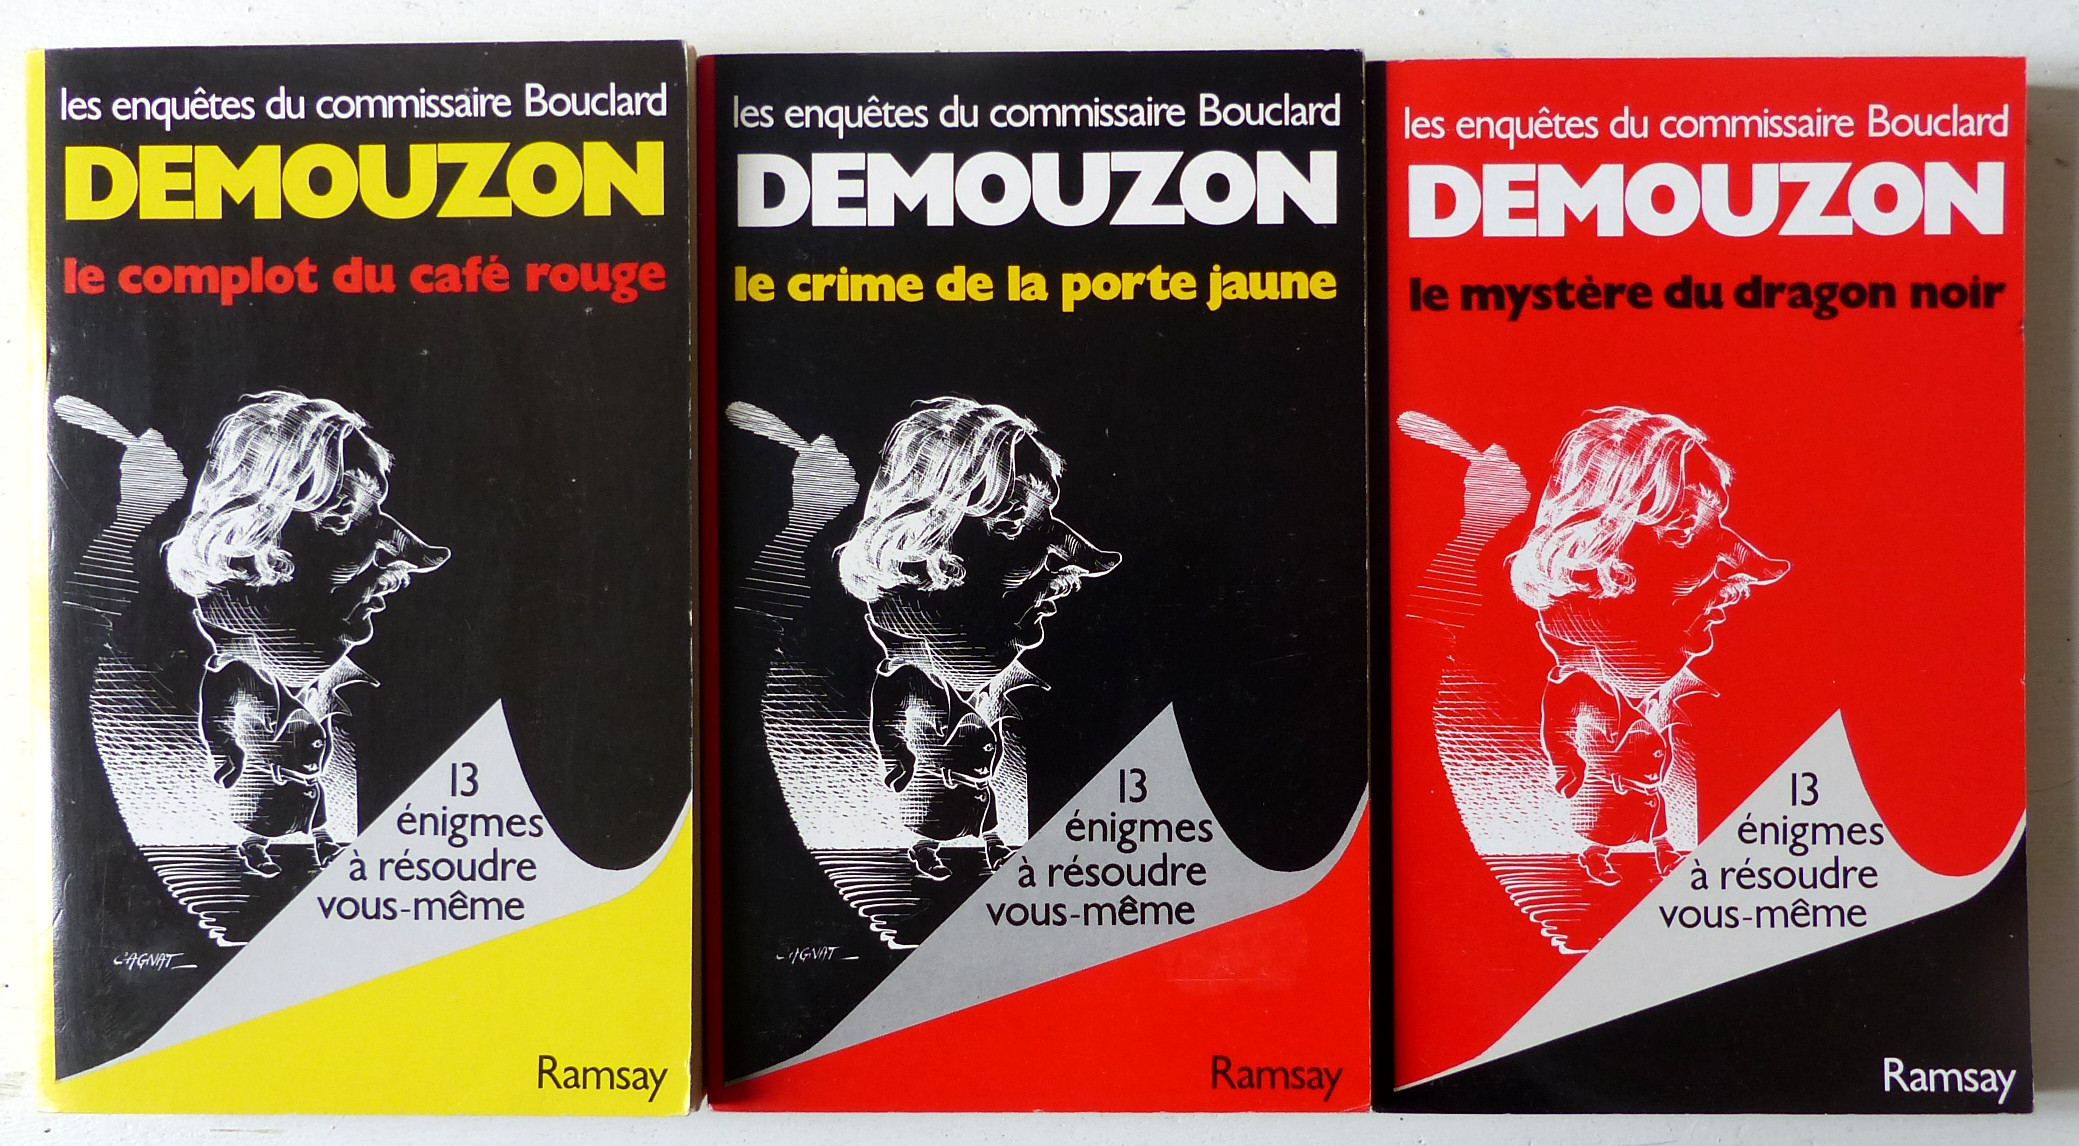 les enquêtes du commissaire Bouclard
DEMOUZON
le complot du café rouge
13
énigmes
à résoudre
vous-même
CAGNAT
Ramsay
les enquêtes du commissaire Bouclard
DEMOUZON
le crime de la porte jaune
13
énigmes
à résoudre
vous-même
CAGNAT
Ramsay
les enquêtes du commissaire Bouclard
DEMOUZON
le mystère du dragon noir
13
énigmes
à résoudre
vous-même
Ramsay